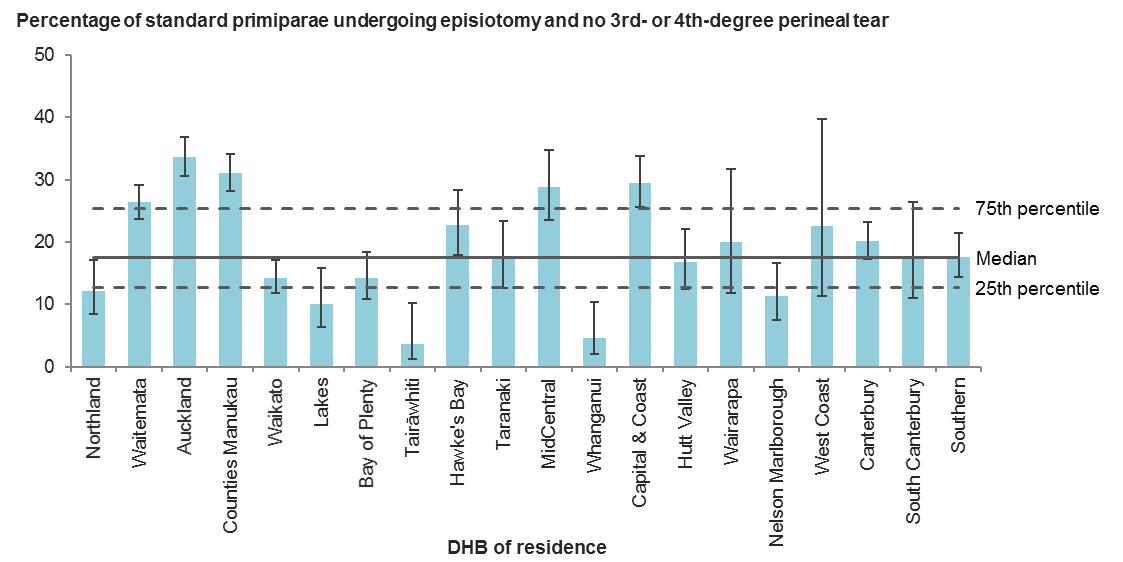 Percentage of standard primiparae undergoing episiotomy and no 3rd- or 4th-degree perineal tear
50
40
30
20
10
0
75th percentile
Median
25th percentile
Northland
Waitemata
Auckland
Counties Manukau
Waikato
Lakes
Bay of Plenty
Tairāwhiti
Hawke's Bay
Taranaki
MidCentral
Whanganui
Capital & Coast
Hutt Valley
Wairarapa
Nelson Marlborough
West Coast
Canterbury
South Canterbury
Southern
DHB of residence